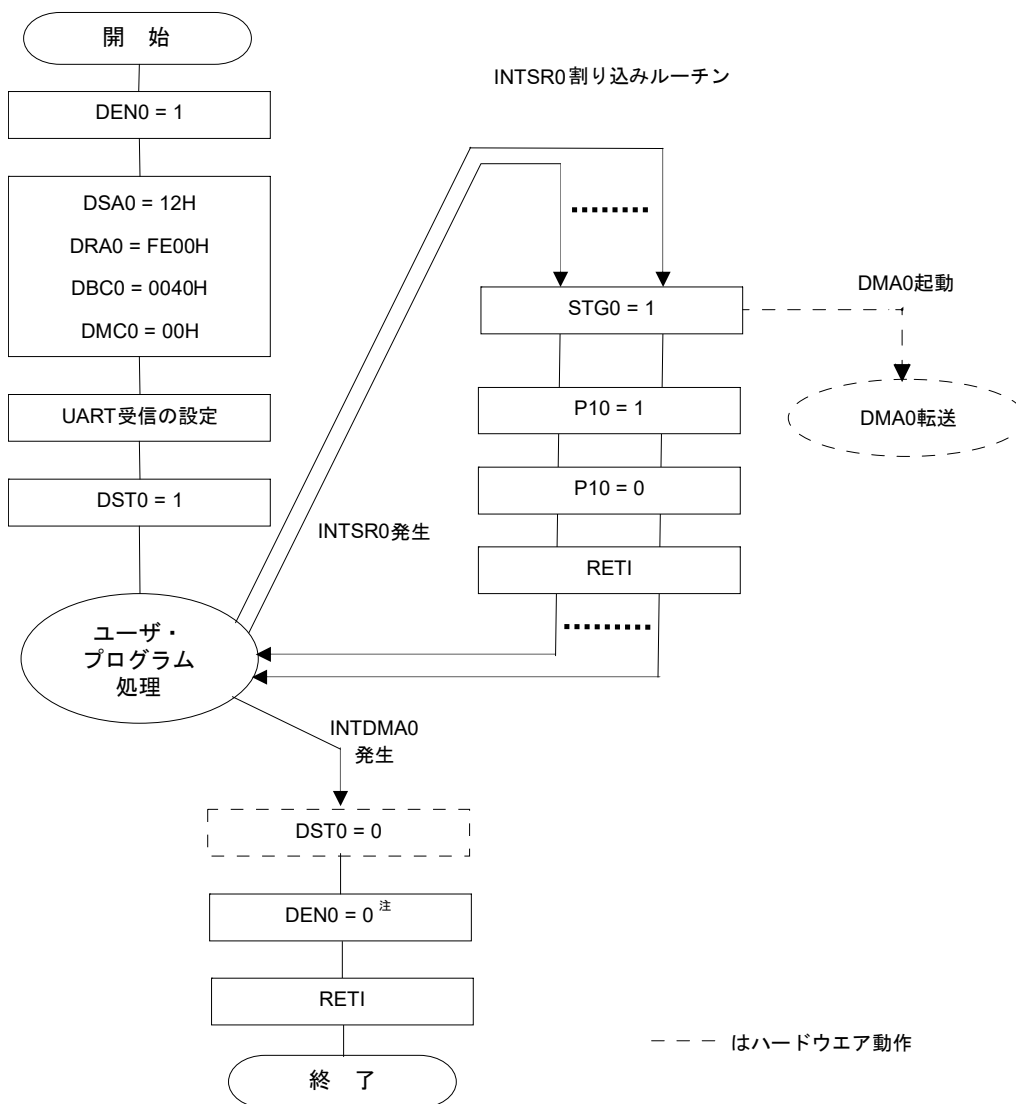 開 始
DEN0 = 1
DSA0 = 12H
DRA0 = FE00H
DBC0 = 0040H
DMC0 = 00H
UART受信の設定
DST0 = 1
ユーザ・
プログラム
処理
INTSR0割り込みルーチン
INTSR0発生
STG0 = 1
P10 = 1
P10 = 0
RETI
DMA0起動
DMA0転送
INTDMA0
発生
DST0 = 0
DEN0 = 0 注
RETI
終 了
はハードウエア動作